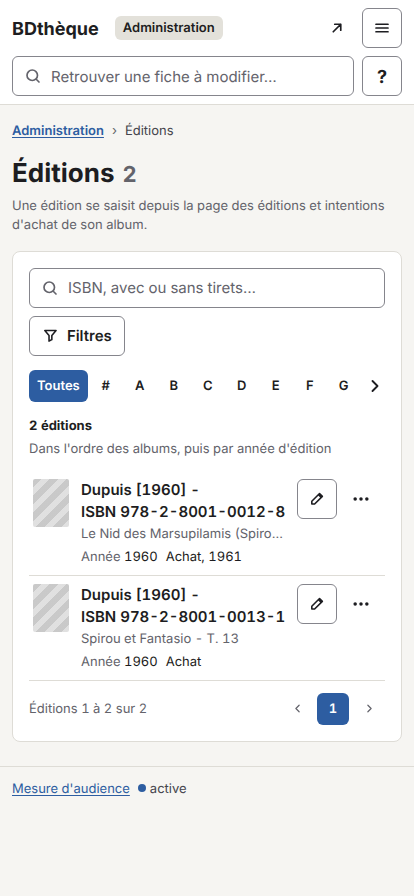 BDthèque Administration
Retrouver une fiche à modifier... ?
Administration › Éditions
Éditions 2
Une édition se saisit depuis la page des éditions et intentions
d'achat de son album.
ISBN, avec ou sans tirets...
Filtres
Toutes # A B C D E F G
2 éditions
Dans l'ordre des albums, puis par année d'édition
Dupuis [1960] -
ISBN 978-2-8001-0012-8
Le Nid des Marsupilamis (Spiro...
Année 1960 Achat, 1961
Dupuis [1960] -
ISBN 978-2-8001-0013-1
Spirou et Fantasio - T. 13
Année 1960 Achat
Éditions 1 à 2 sur 2 ‹ 1 ›
Mesure d'audience active